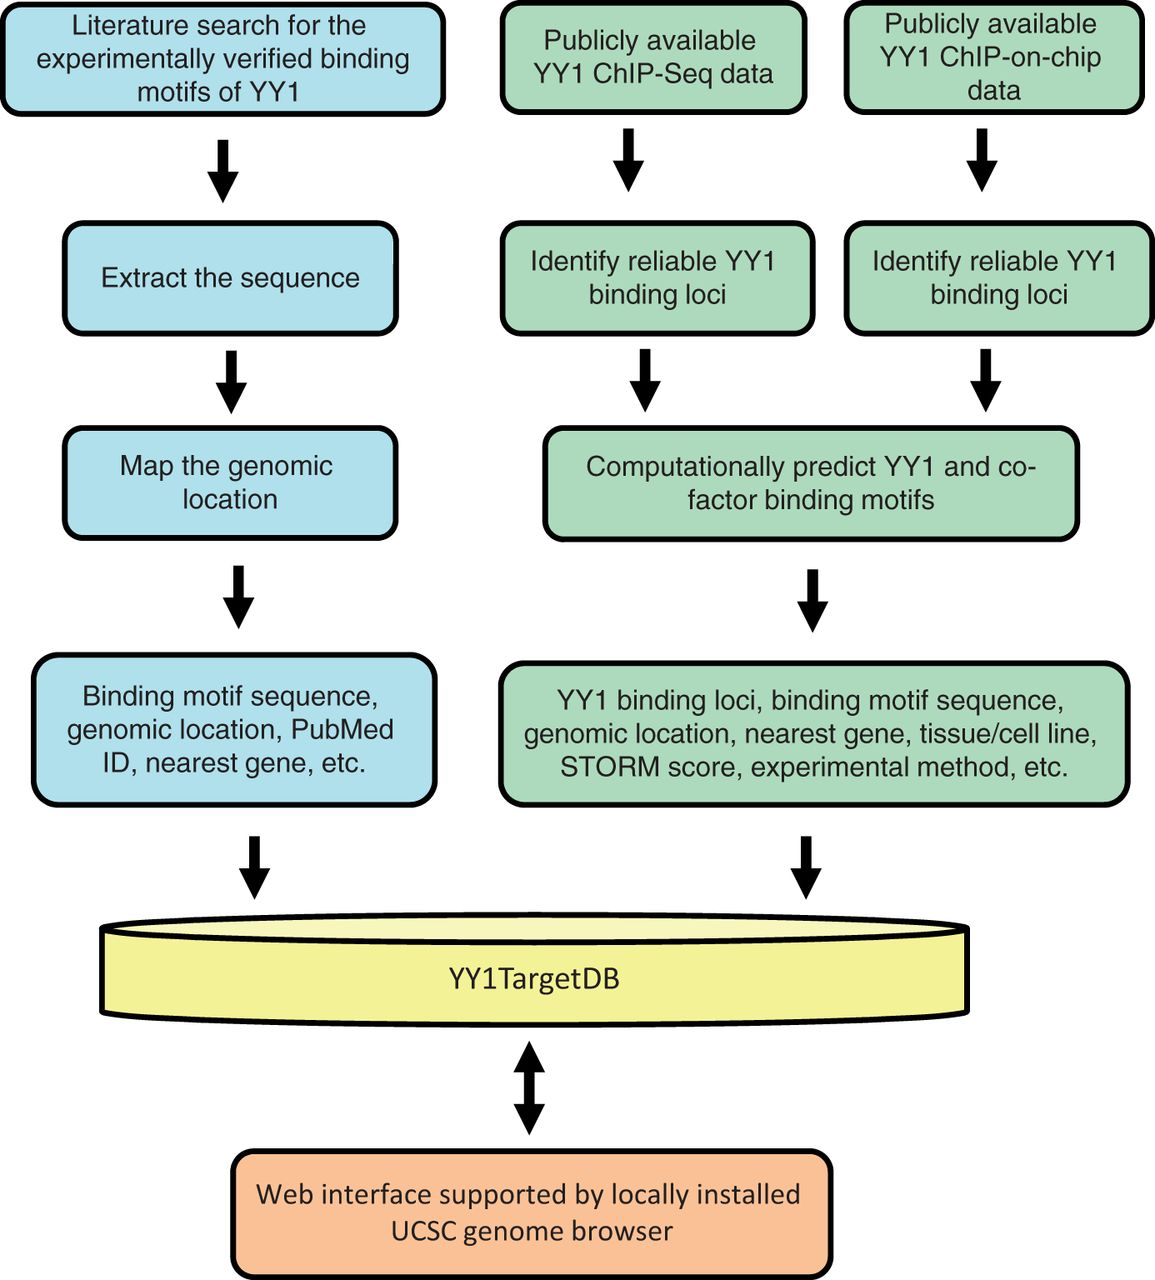 Literature search for the
experimentally verified binding
motifs of YY1
Publicly available
YY1 ChIP-Seq data
Publicly available
YY1 ChIP-on-chip
data
Extract the sequence
Identify reliable YY1
binding loci
Identify reliable YY1
binding loci
Map the genomic
location
Computationally predict YY1 and co-
factor binding motifs
Binding motif sequence,
genomic location, PubMed
ID, nearest gene, etc.
YY1 binding loci, binding motif sequence,
genomic location, nearest gene, tissue/cell line,
STORM score, experimental method, etc.
YY1TargetDB
Web interface supported by locally installed
UCSC genome browser